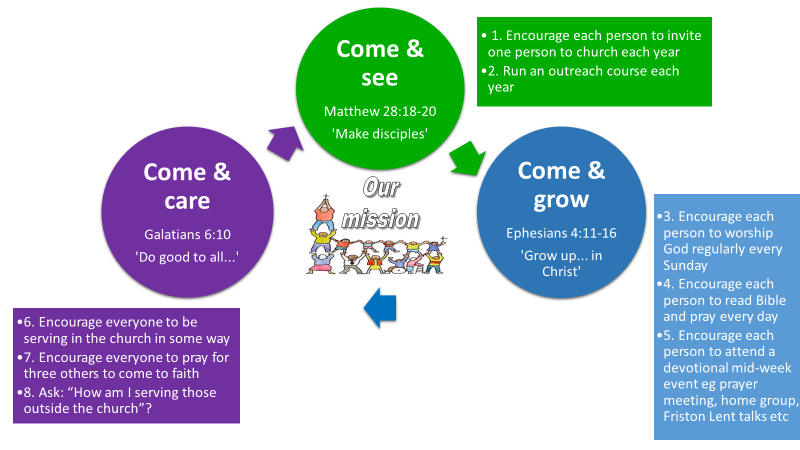 Come &
see
Matthew 28:18-20
'Make disciples'
• 1. Encourage each person to invite
one person to church each year
•2. Run an outreach course each
year
Come &
grow
Ephesians 4:11-16
'Grow up... in
Christ'
•3. Encourage each
person to worship
God regularly every
Sunday
•4. Encourage each
person to read Bible
and pray every day
•5. Encourage each
person to attend a
devotional mid-week
event eg prayer
meeting, home group,
Friston Lent talks etc
Come &
care
Galatians 6:10
'Do good to all...'
•6. Encourage everyone to be
serving in the church in some way
•7. Encourage everyone to pray for
three others to come to faith
•8. Ask: “How am I serving those
outside the church”?
Our
mission